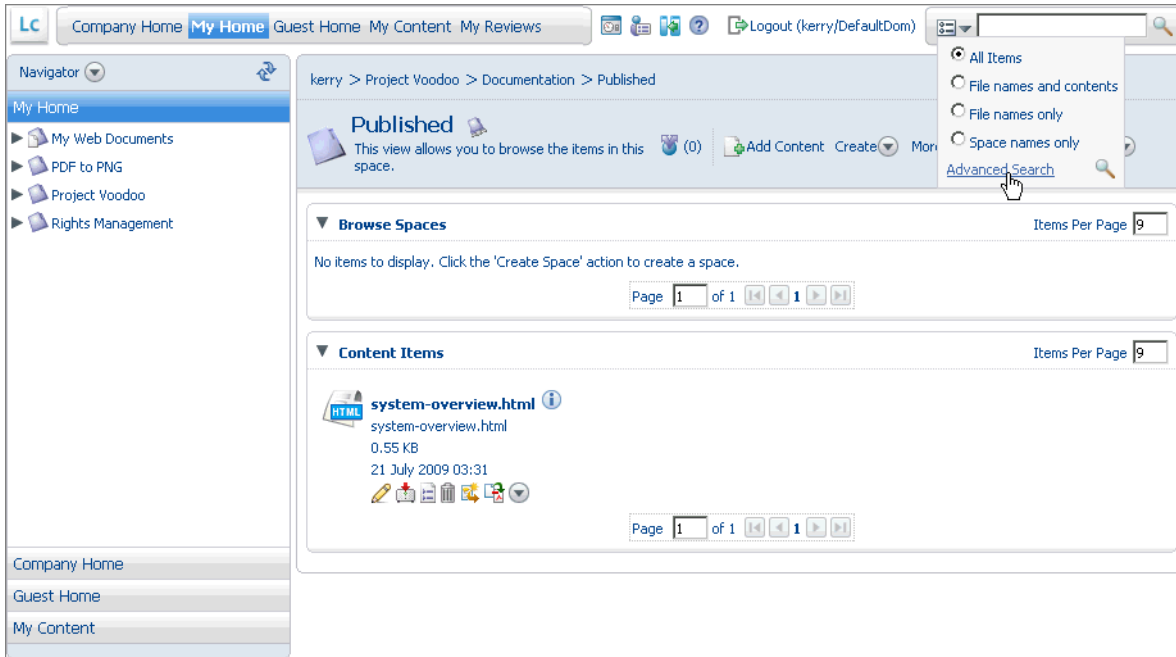 Lc Company Home My Home Guest Home My Content My Reviews Logout (kerry/DefaultDom)
All Items
File names and contents
File names only
Space names only
Advanced Search
Navigator
My Home
My Web Documents
PDF to PNG
Project Voodoo
Rights Management
Company Home
Guest Home
My Content
kerry > Project Voodoo > Documentation > Published
Published
This view allows you to browse the items in this
space.
(0) Add Content Create
Browse Spaces Items Per Page 9
No items to display. Click the 'Create Space' action to create a space.
Page 1 of 1 1
Content Items Items Per Page 9
HTML
system-overview.html
system-overview.html
0.55 KB
21 July 2009 03:31
Page 1 of 1 1